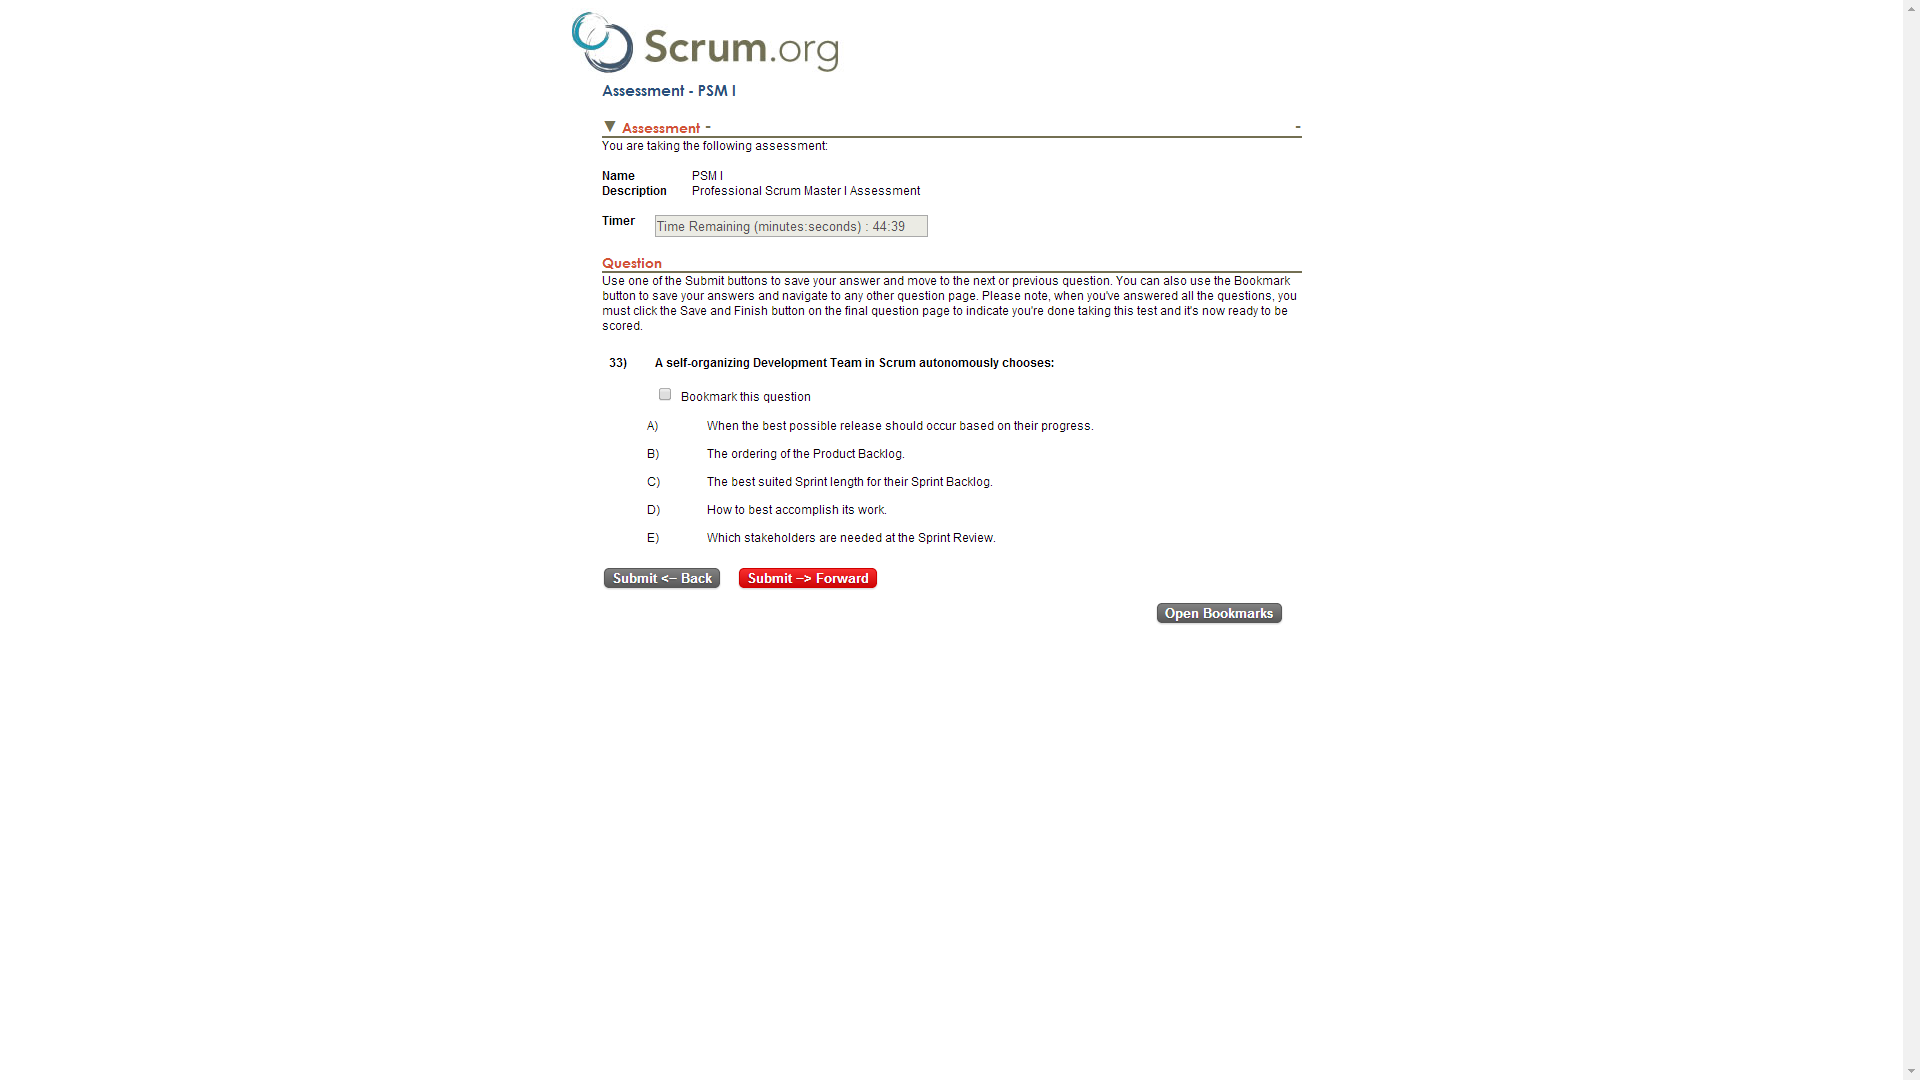 Scrum.org
Assessment - PSM I
▼ Assessment - -
You are taking the following assessment:
Name PSM I
Description Professional Scrum Master I Assessment
Timer Time Remaining (minutes:seconds) : 44:39
Question
Use one of the Submit buttons to save your answer and move to the next or previous question. You can also use the Bookmark
button to save your answers and navigate to any other question page. Please note, when you've answered all the questions, you
must click the Save and Finish button on the final question page to indicate you're done taking this test and it's now ready to be
scored.
33) A self-organizing Development Team in Scrum autonomously chooses:
Bookmark this question
A) When the best possible release should occur based on their progress.
B) The ordering of the Product Backlog.
C) The best suited Sprint length for their Sprint Backlog.
D) How to best accomplish its work.
E) Which stakeholders are needed at the Sprint Review.
Submit <-- Back Submit --> Forward
Open Bookmarks